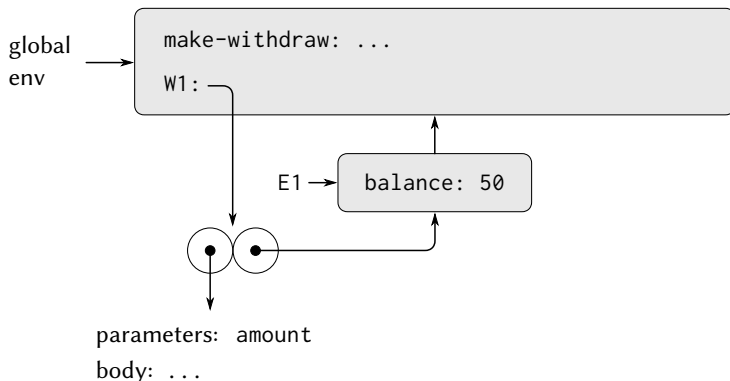 global
env
make-withdraw: ...
W1:
E1
balance: 50
parameters: amount
body: ...